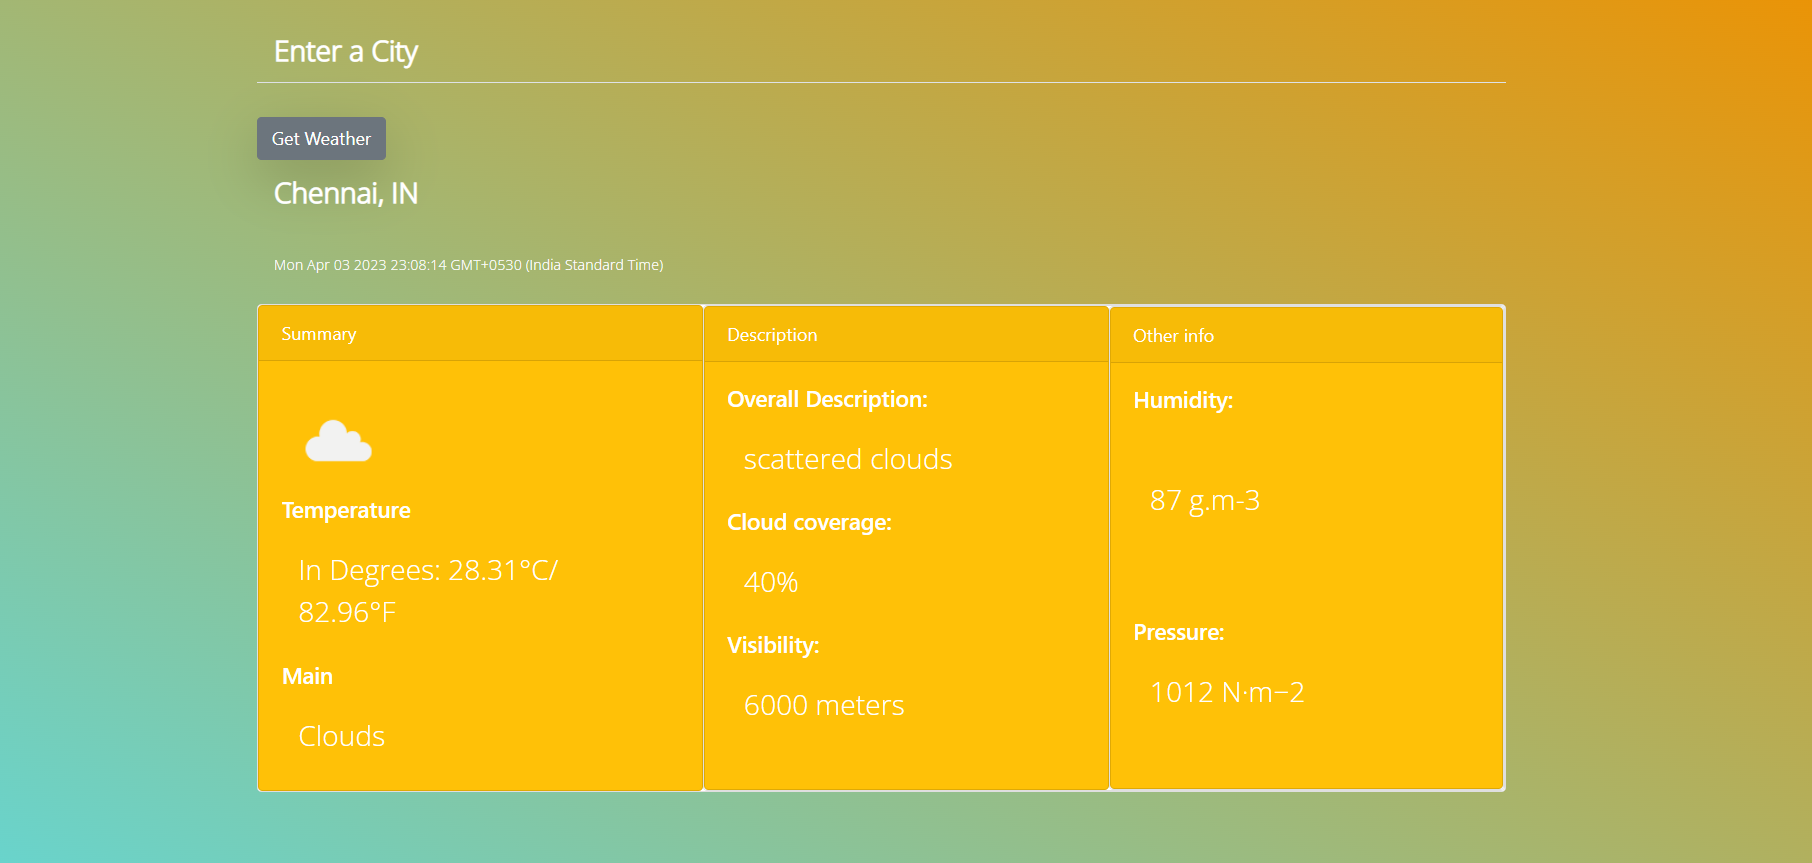 Enter a City
Get Weather
Chennai, IN
Mon Apr 03 2023 23:08:14 GMT+0530 (India Standard Time)
Summary
Temperature
In Degrees: 28.31°C/
82.96°F
Main
Clouds
Description
Overall Description:
scattered clouds
Cloud coverage:
40%
Visibility:
6000 meters
Other info
Humidity:
87 g.m-3
Pressure:
1012 N·m−2